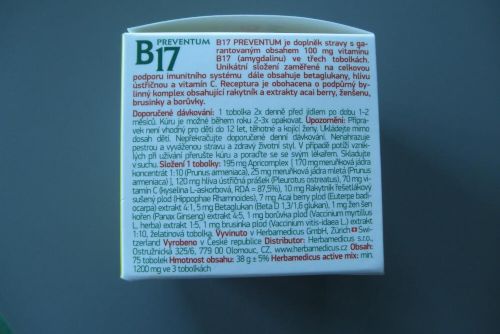 B17 PREVENTUM
B17 PREVENTUM je doplněk stravy s ga-
rantovaným obsahem 100 mg vitamínu
B17 (amygdalinu) ve třech tobolkách.
Unikátní složení zaměřené na celkovou
podporu imunitního systému dále obsahuje betaglukany, hlívu
ústřičnou a vitamín C. Receptura je obohacena o podpůrný by-
linný komplex obsahující rakytník a extrakty acai berry, ženšenu,
brusinky a borůvky.
Doporučené dávkování: 1 tobolka 2x denně před jídlem po dobu 1-2
měsíců. Kúru je možné během roku 2-3x opakovat. Upozornění: Přípra-
vek není vhodný pro děti do 12 let, těhotné a kojící ženy. Ukládejte mimo
dosah dětí. Nepřekračujte doporučené denní dávkování. Nenahrazuje
pestrou a vyváženou stravu a zdravý životní styl. V případě potíží vznik-
lých při užívání přerušte kúru a poraďte se se svým lékařem. Skladujte
v suchu. Složení 1 tobolky: 195 mg Apricomplex ( 170 mg meruňková jádra
koncentrát 1:10 (Prunus armeniaca), 25 mg meruňková jádra mletá (Prunus
armeniaca) ), 120 mg hlíva ústřičná prášek (Pleurotus ostreatus), 70 mg vi-
tamín C (kyselina L-askorbová, RDA = 87,5%), 10 mg Rakytník řešetlákový
sušený plod (Hippophae Rhamnoides), 7 mg Acai berry plod (Euterpe bad-
iocarpa) extrakt 4:1, 5 mg Betaglukan (Beta D 1,3/1,6 glukan), 1 mg žen šen
kořen (Panax Ginseng) extrakt 4:5, 1 mg borůvka plod (Vaccinium myrtillus
L, herba) extrakt 1:5, 1 mg brusinka plod (Vaccinium vitis-idaea L.) extrakt
1:10, želatinová tobolka. Vyvinuto v Herbamedicus GmbH, Zürich Swi-
tzerland Vyrobeno v České republice Distributor: Herbamedicus s.r.o.,
Ostružnická 325/6, 779 00 Olomouc, CZ, www.herbamedicus.cz Obsah:
75 tobolek Hmotnost obsahu: 38 g ± 5% Herbamedicus active mix: min.
1200 mg ve 3 tobolkách